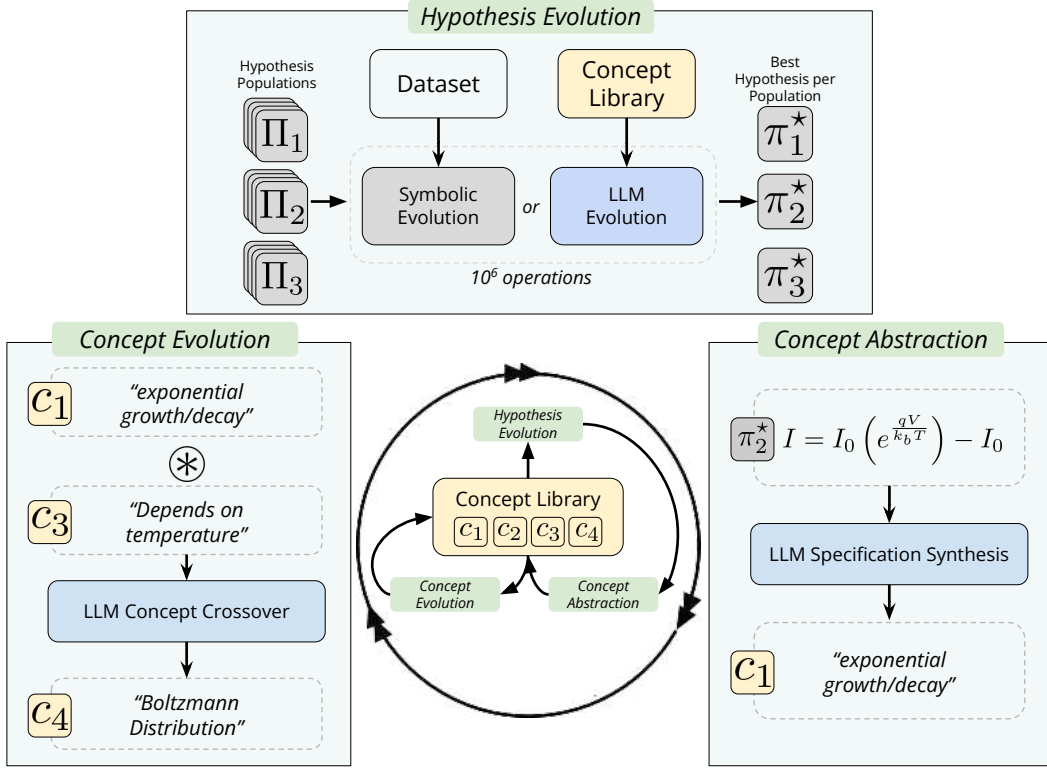 Hypothesis Evolution
Hypothesis
Populations
Dataset
Concept
Library
Best
Hypothesis per
Population
Π₁
Π₂
Π₃
Symbolic
Evolution
or
LLM
Evolution
10⁶ operations
π₁★
π₂★
π₃★
Concept Evolution
c₁
“exponential
growth/decay”
⊛
c₃
“Depends on
temperature”
LLM Concept Crossover
c₄
“Boltzmann
Distribution”
Hypothesis
Evolution
Concept Library
c₁ c₂ c₃ c₄
Concept
Evolution
Concept
Abstraction
Concept Abstraction
π₂★ I = I₀ (e^{qV/k_bT}) − I₀
LLM Specification Synthesis
c₁
“exponential
growth/decay”